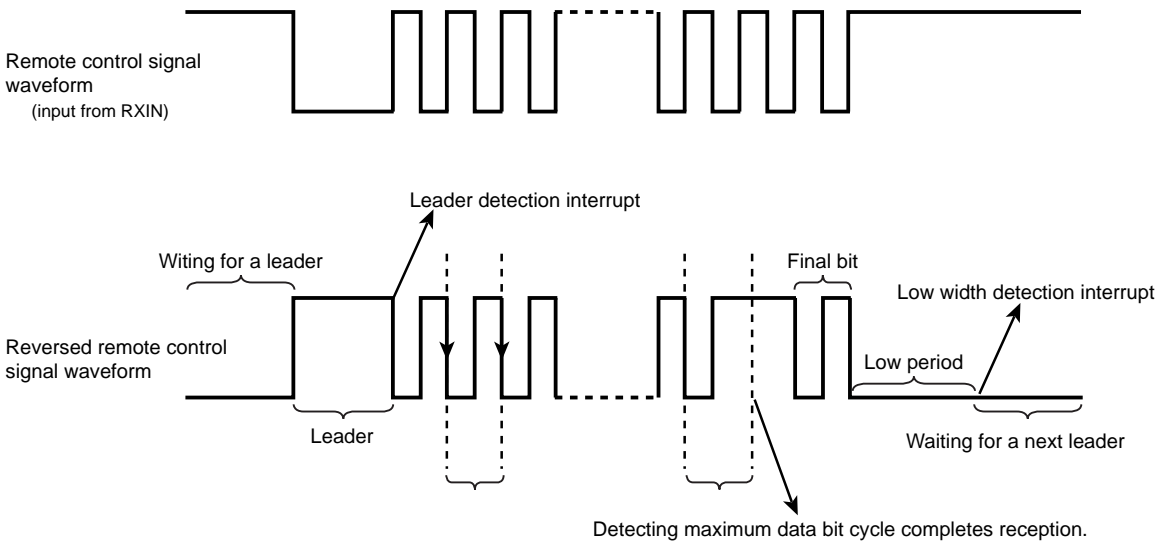 Remote control signal
waveform
(input from RXIN)
Leader detection interrupt
Witing for a leader
Final bit
Low width detection interrupt
Reversed remote control
signal waveform
Low period
Leader
Waiting for a next leader
Detecting maximum data bit cycle completes reception.